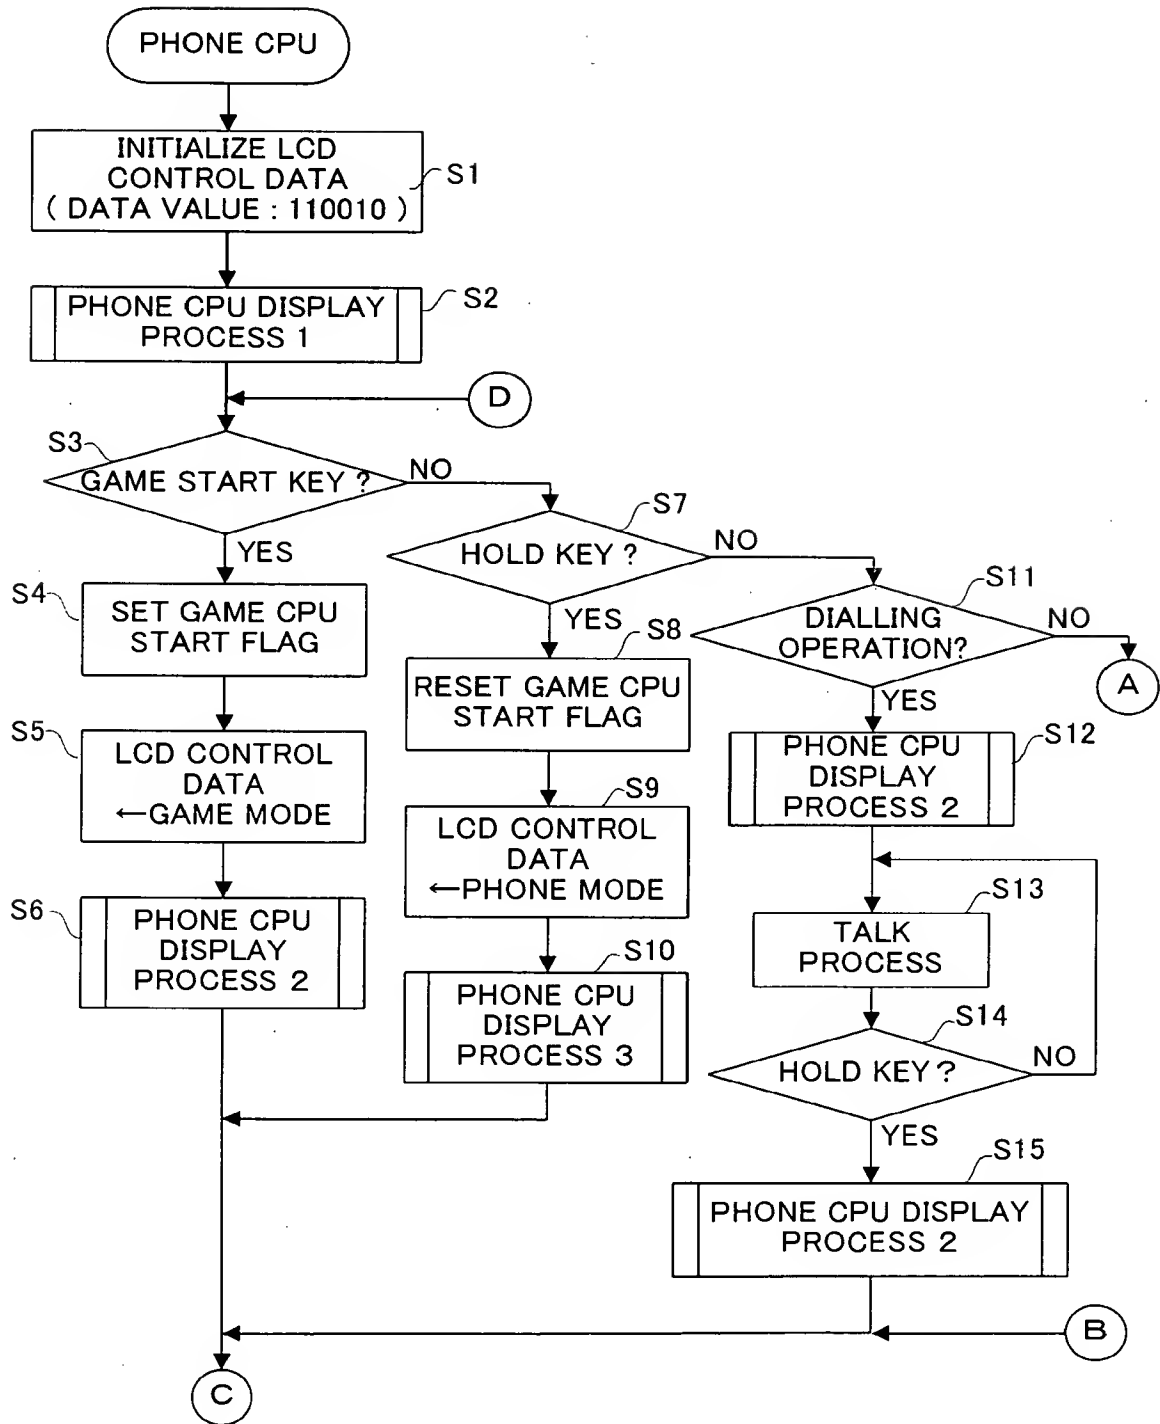 PHONE CPU
INITIALIZE LCD
CONTROL DATA
( DATA VALUE : 110010 )
S1
PHONE CPU DISPLAY
PROCESS 1
S2
D
S3
GAME START KEY ?
NO
YES
S7
HOLD KEY ?
NO
YES
S4
SET GAME CPU
START FLAG
S8
RESET GAME CPU
START FLAG
S11
DIALLING
OPERATION?
NO
A
YES
S5
LCD CONTROL
DATA
←GAME MODE
S9
LCD CONTROL
DATA
←PHONE MODE
S12
PHONE CPU
DISPLAY
PROCESS 2
S6
PHONE CPU
DISPLAY
PROCESS 2
S10
PHONE CPU
DISPLAY
PROCESS 3
S13
TALK
PROCESS
S14
HOLD KEY ?
NO
YES
S15
PHONE CPU DISPLAY
PROCESS 2
B
C